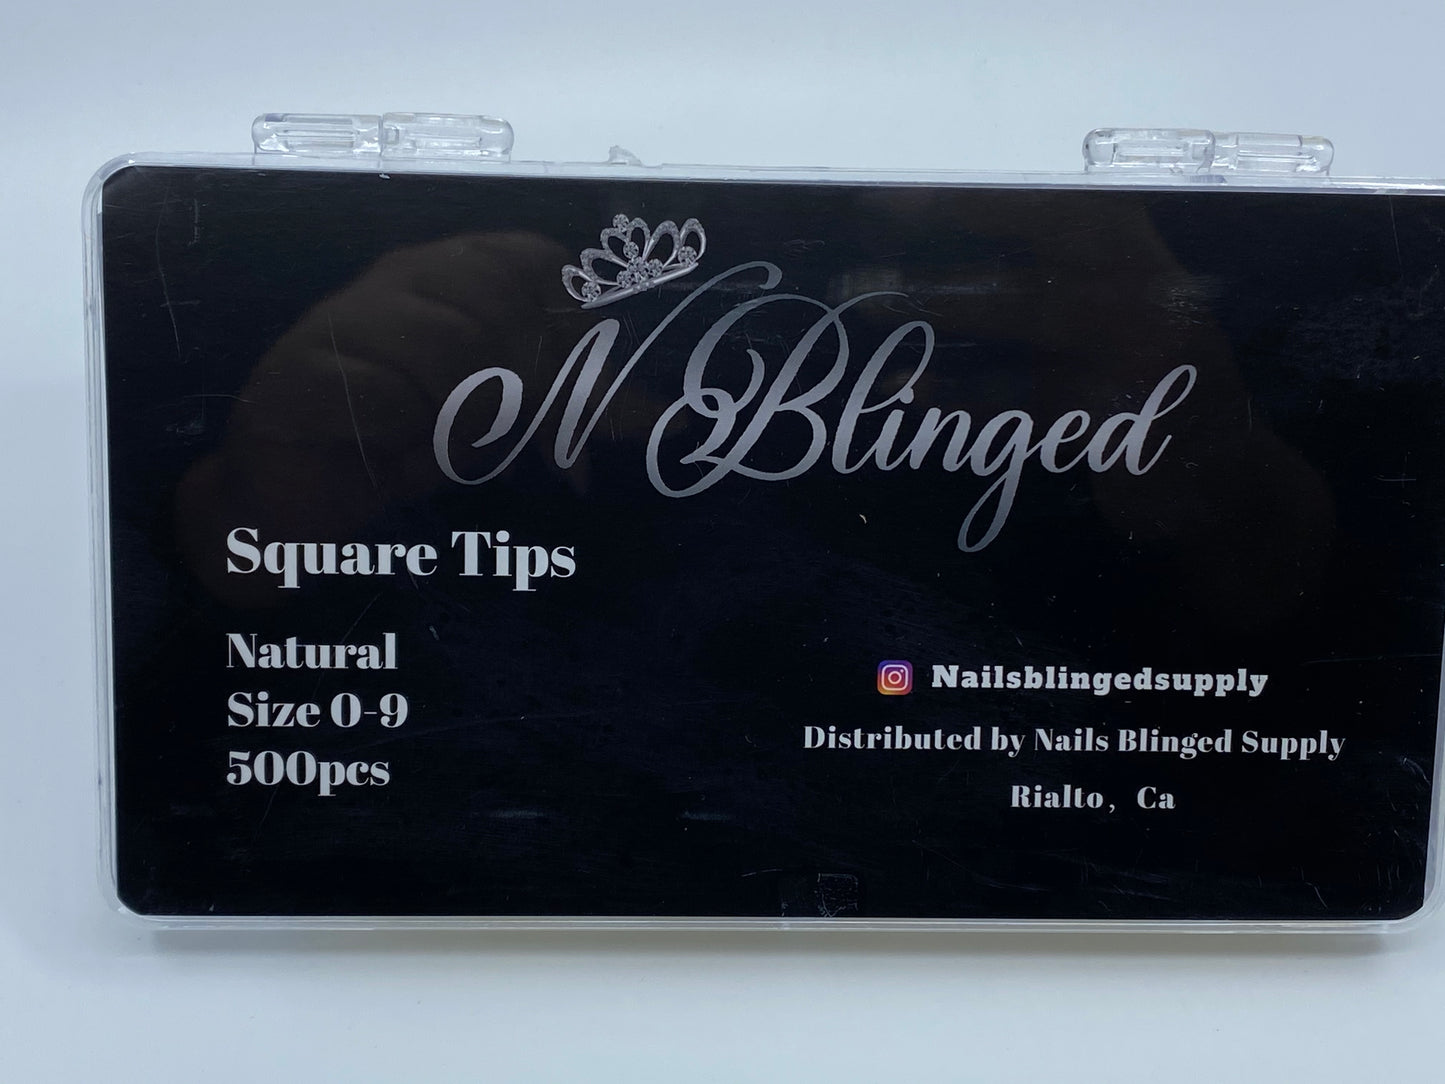 N Blinged
Square Tips
Natural
Size 0-9
500pcs
Nailsblingedsupply
Distributed by Nails Blinged Supply
Rialto, Ca